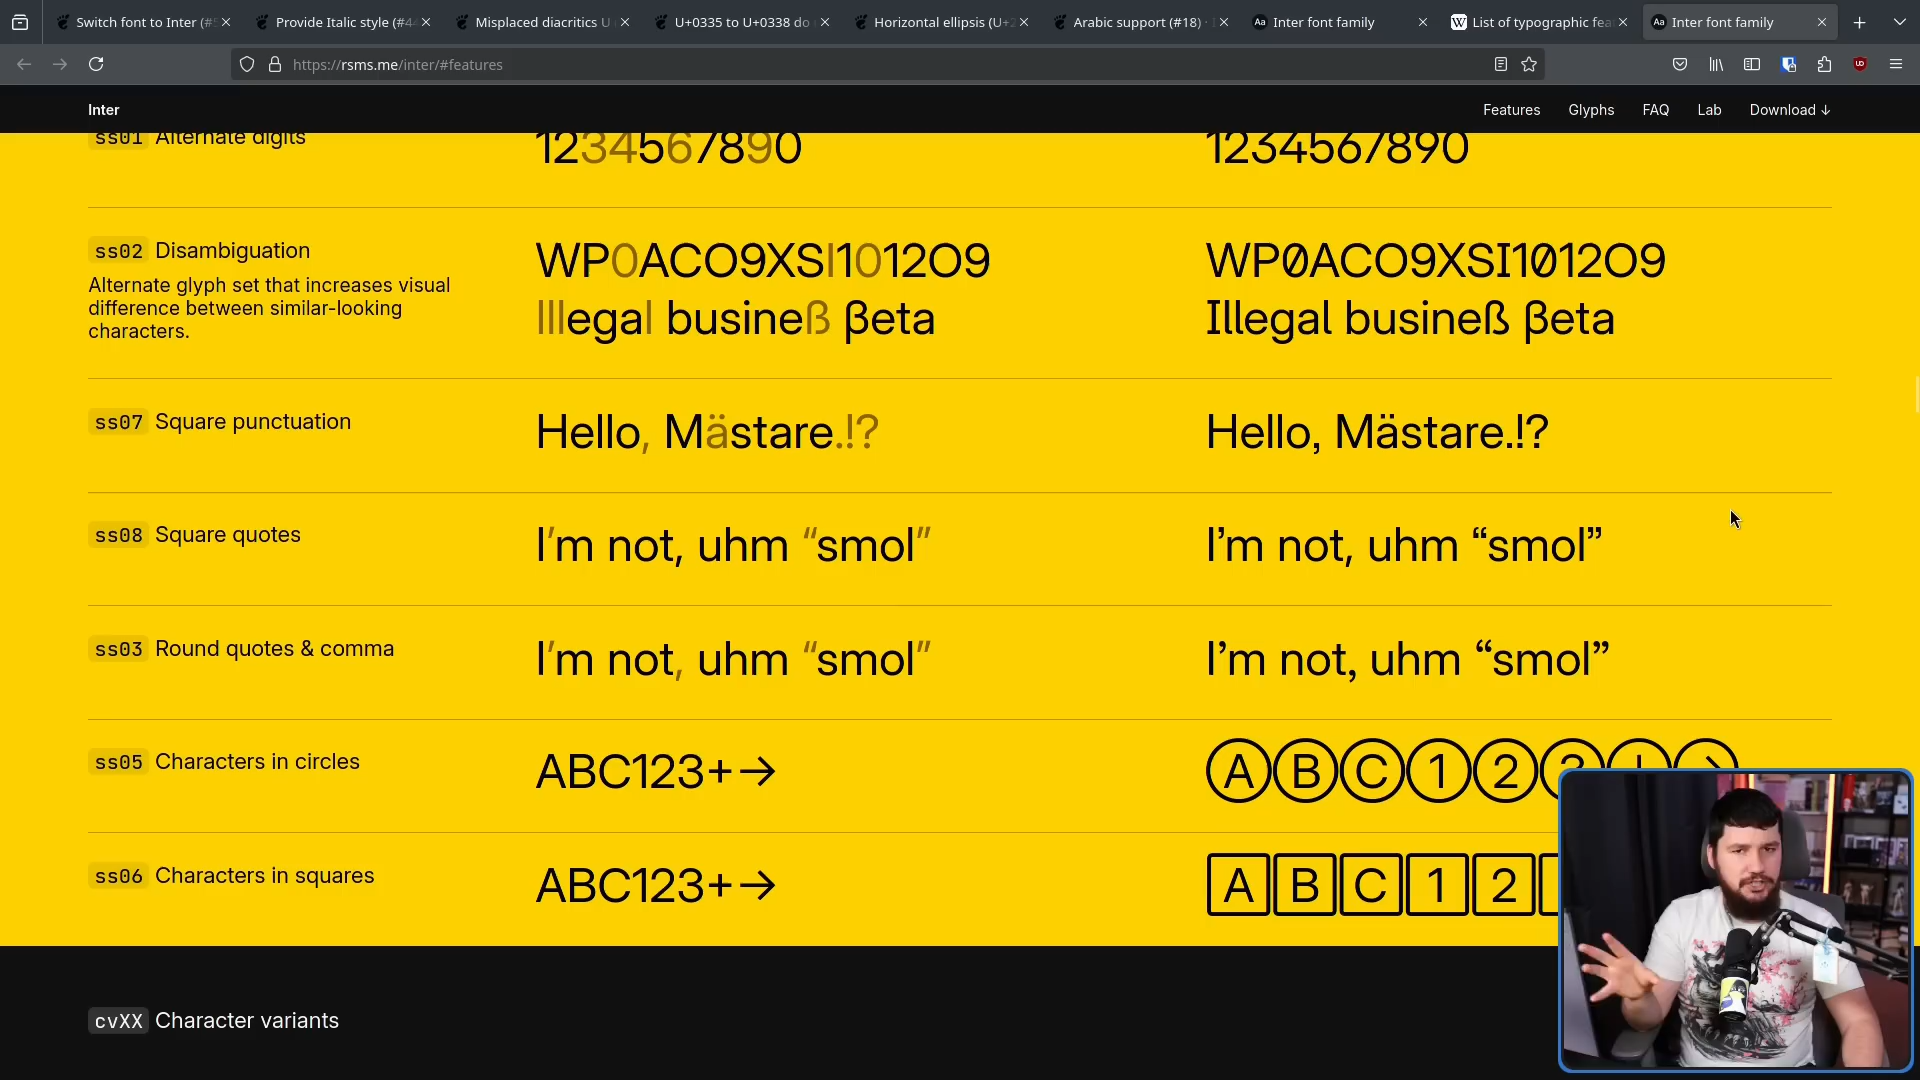 Switch font to Inter (#5
Provide Italic style (#4
Misplaced diacritics U
U+0335 to U+0338 do
Horizontal ellipsis (U+2
Arabic support (#18) ·
Inter font family
List of typographic fea
Inter font family
https://rsms.me/inter/#features
Inter
Features
Glyphs
FAQ
Lab
Download ↓
ss01 Alternate digits
1234567890
1234567890
ss02 Disambiguation
Alternate glyph set that increases visual
difference between similar-looking
characters.
WP0ACO9XSI1012O9
Illegal busineß βeta
WP0ACO9XSI1012O9
Illegal busineß βeta
ss07 Square punctuation
Hello, Mästare.!?
Hello, Mästare.!?
ss08 Square quotes
I’m not, uhm “smol”
I’m not, uhm “smol”
ss03 Round quotes & comma
I’m not, uhm “smol”
I’m not, uhm “smol”
ss05 Characters in circles
ABC123+→
Ⓐ Ⓑ Ⓒ ① ②
ss06 Characters in squares
ABC123+→
A B C 1 2
cvXX Character variants